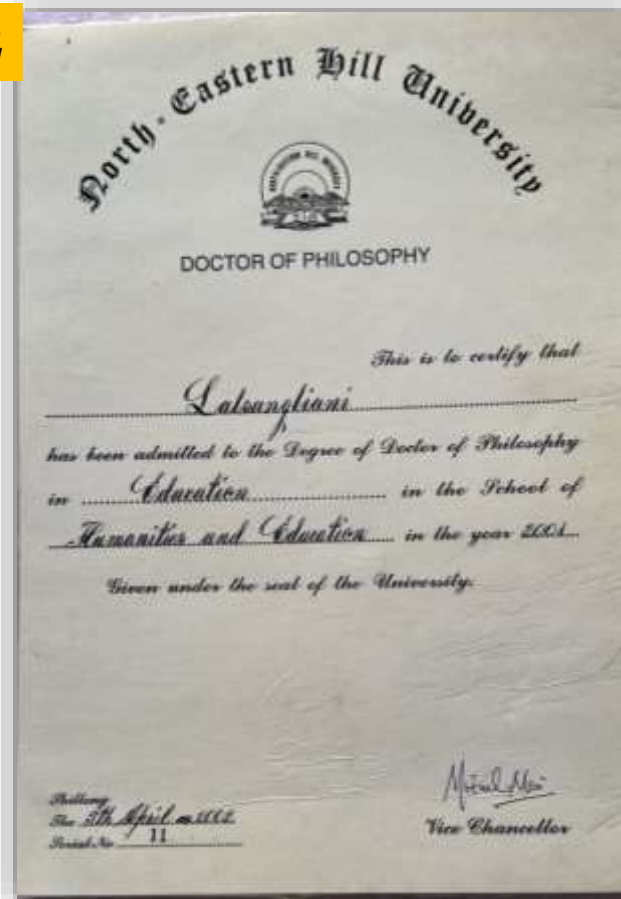 North-Eastern Hill University
DOCTOR OF PHILOSOPHY
This is to certify that
Lalsangliani
has been admitted to the Degree of Doctor of Philosophy
in Education in the School of
Humanities and Education in the year
Given under the seal of the University.
Shillong
The 5th April
Serial No 11
Vice Chancellor